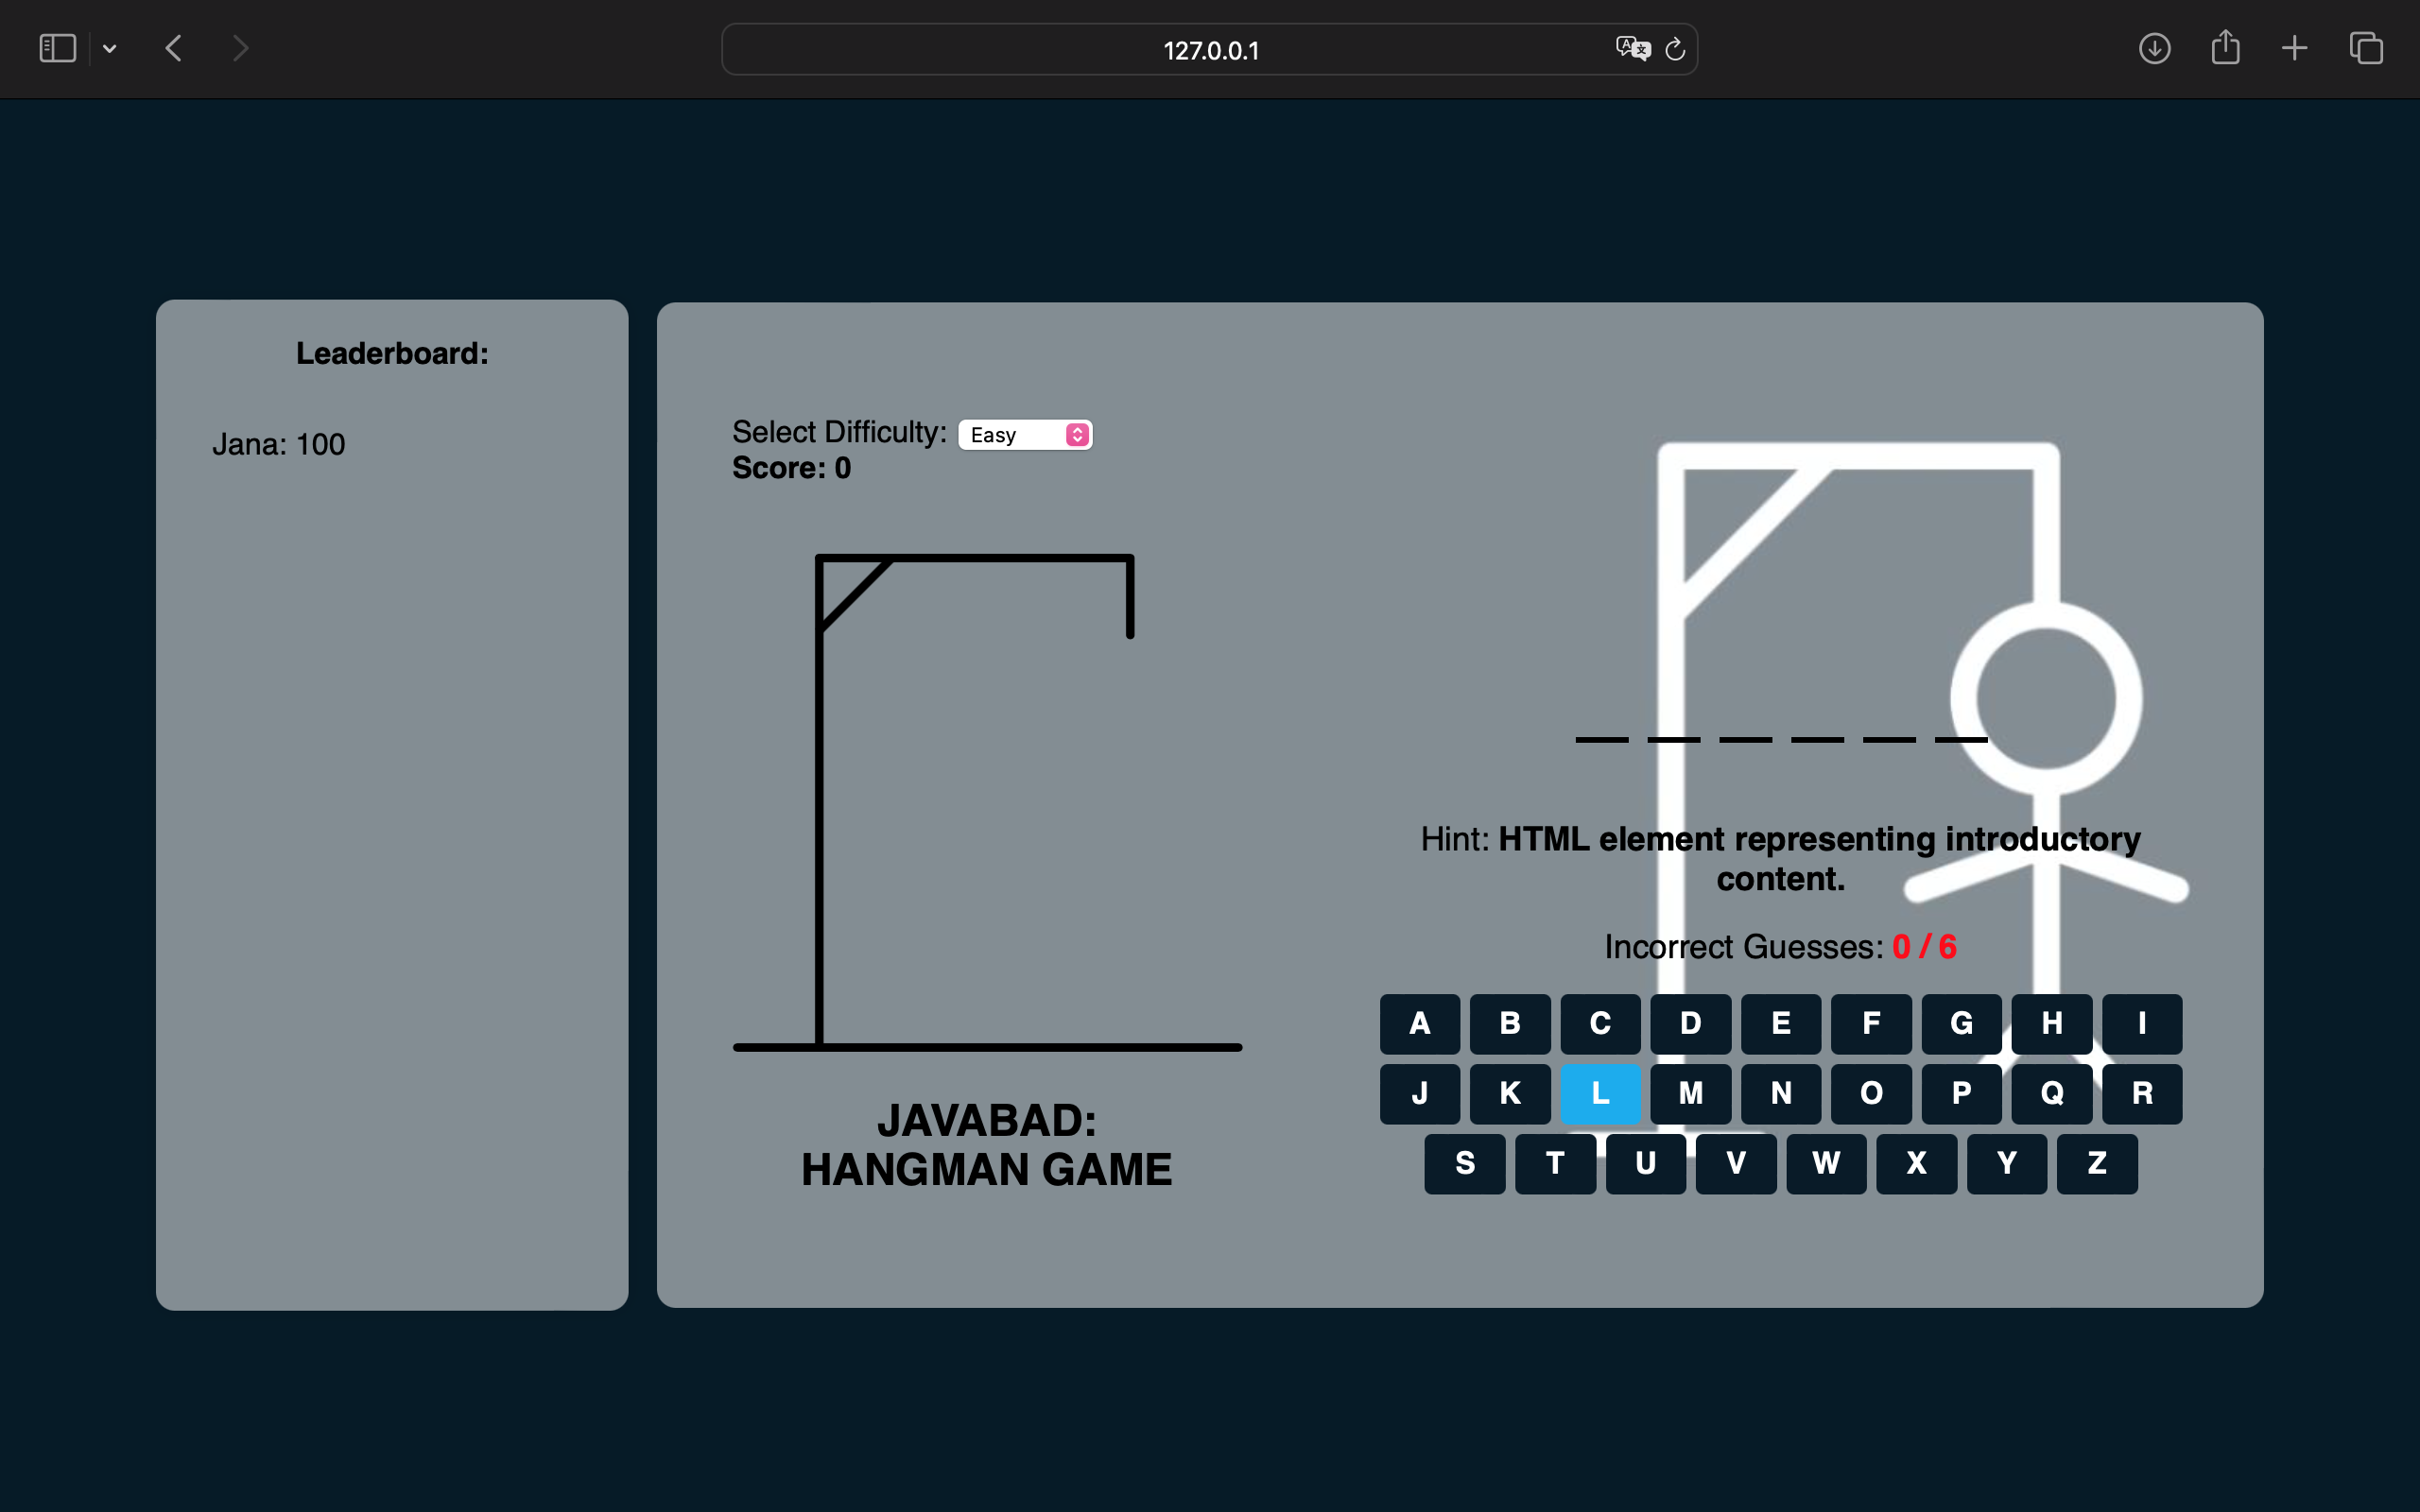 127.0.0.1
Leaderboard:
Jana: 100
Select Difficulty: Easy
Score: 0
JAVABAD:
HANGMAN GAME
Hint: HTML element representing introductory
content.
Incorrect Guesses: 0 / 6
A B C D E F G H I
J K L M N O P Q R
S T U V W X Y Z